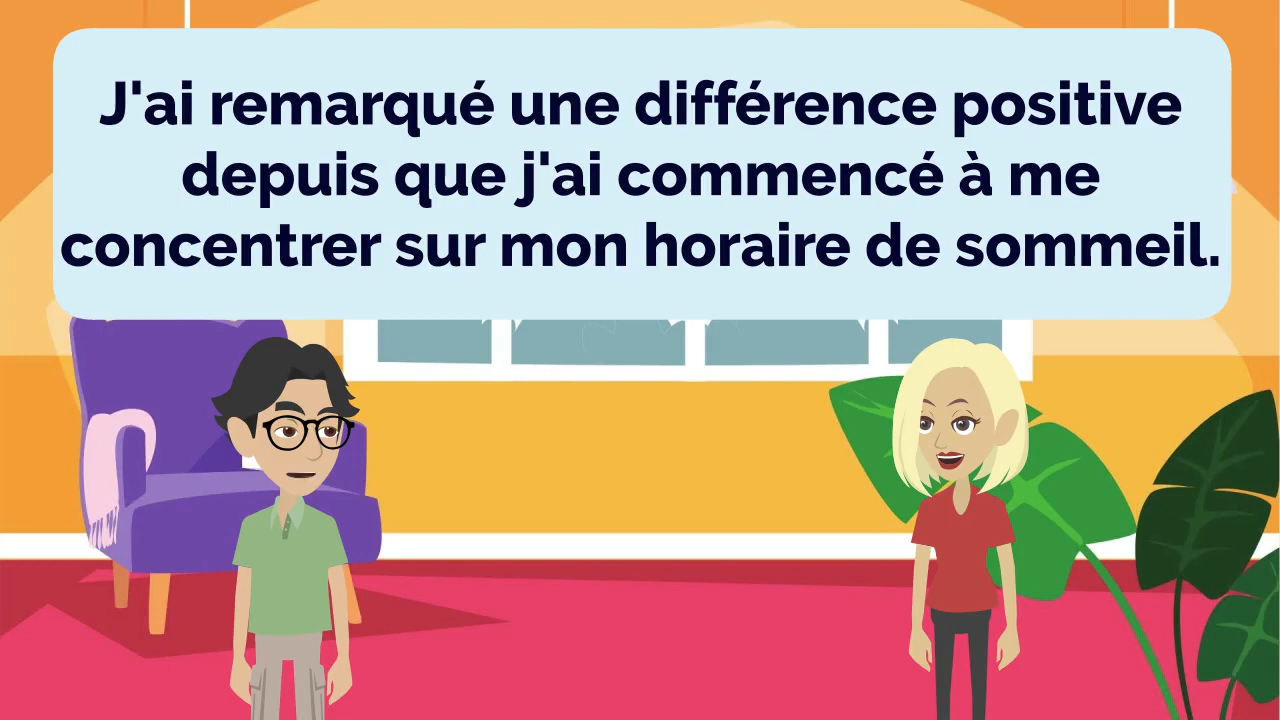 J'ai remarqué une différence positive
depuis que j'ai commencé à me
concentrer sur mon horaire de sommeil.